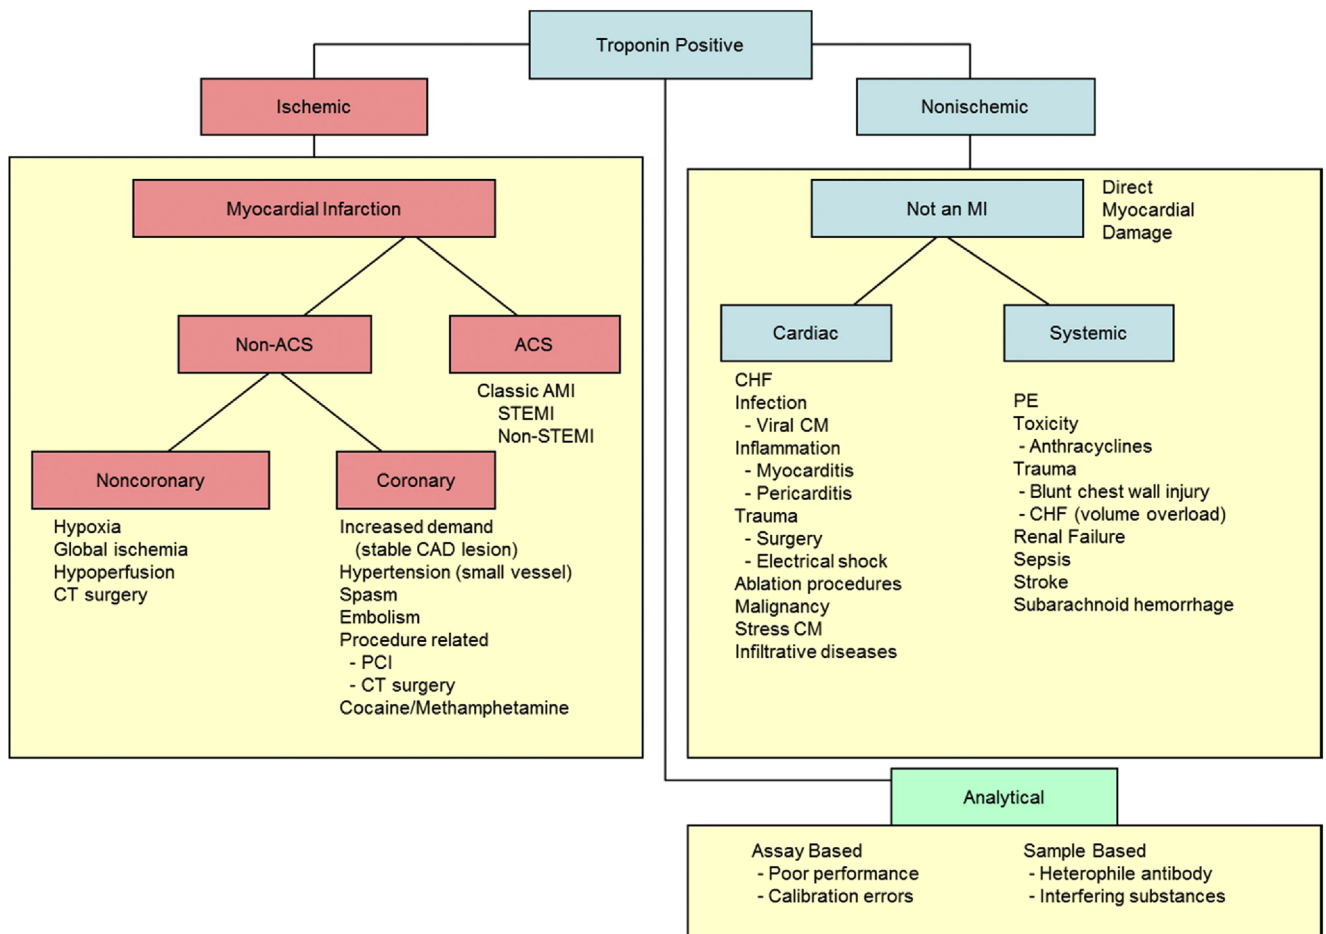 Troponin Positive
Ischemic
Nonischemic
Myocardial Infarction
Non-ACS
ACS
Classic AMI
STEMI
Non-STEMI
Noncoronary
Hypoxia
Global ischemia
Hypoperfusion
CT surgery
Coronary
Increased demand
(stable CAD lesion)
Hypertension (small vessel)
Spasm
Embolism
Procedure related
- PCI
- CT surgery
Cocaine/Methamphetamine
Not an MI
Direct
Myocardial
Damage
Cardiac
CHF
Infection
- Viral CM
Inflammation
- Myocarditis
- Pericarditis
Trauma
- Surgery
- Electrical shock
Ablation procedures
Malignancy
Stress CM
Infiltrative diseases
Systemic
PE
Toxicity
- Anthracyclines
Trauma
- Blunt chest wall injury
- CHF (volume overload)
Renal Failure
Sepsis
Stroke
Subarachnoid hemorrhage
Analytical
Assay Based
- Poor performance
- Calibration errors
Sample Based
- Heterophile antibody
- Interfering substances